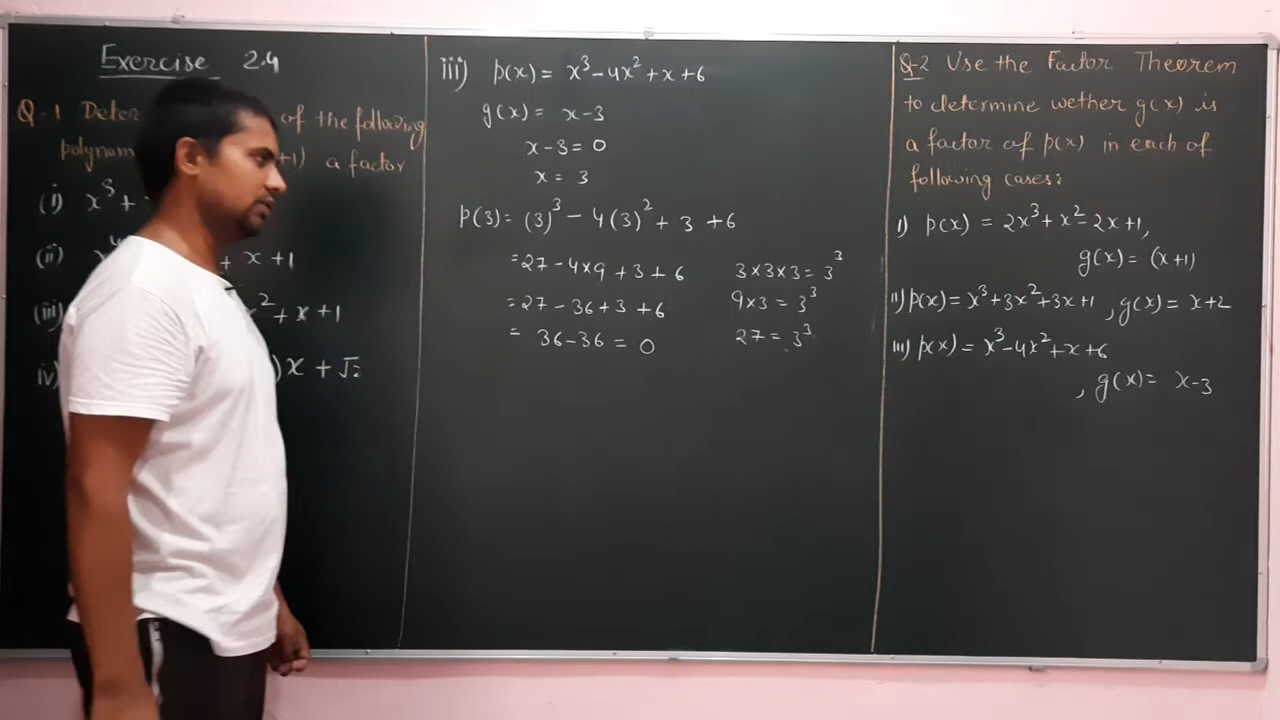 Exercise 2.4
Q-1 Deter of the following
polynom +1) a factor
(i) x³ +
(ii) + x + 1
(iii) x² + x + 1
iv) )x + √2
iii) p(x) = x³ - 4x² + x + 6
g(x) = x - 3
x - 3 = 0
x = 3
p(3) = (3)³ - 4(3)² + 3 + 6
= 27 - 4×9 + 3 + 6
= 27 - 36 + 3 + 6
= 36 - 36 = 0
3×3×3 = 3³
9×3 = 3³
27 = 3³
Q-2 Use the Factor Theorem
to determine wether g(x) is
a factor of p(x) in each of
following cases:
i) p(x) = 2x³ + x² - 2x + 1,
g(x) = (x+1)
ii) p(x) = x³ + 3x² + 3x + 1, g(x) = x + 2
iii) p(x) = x³ - 4x² + x + 6
, g(x) = x - 3